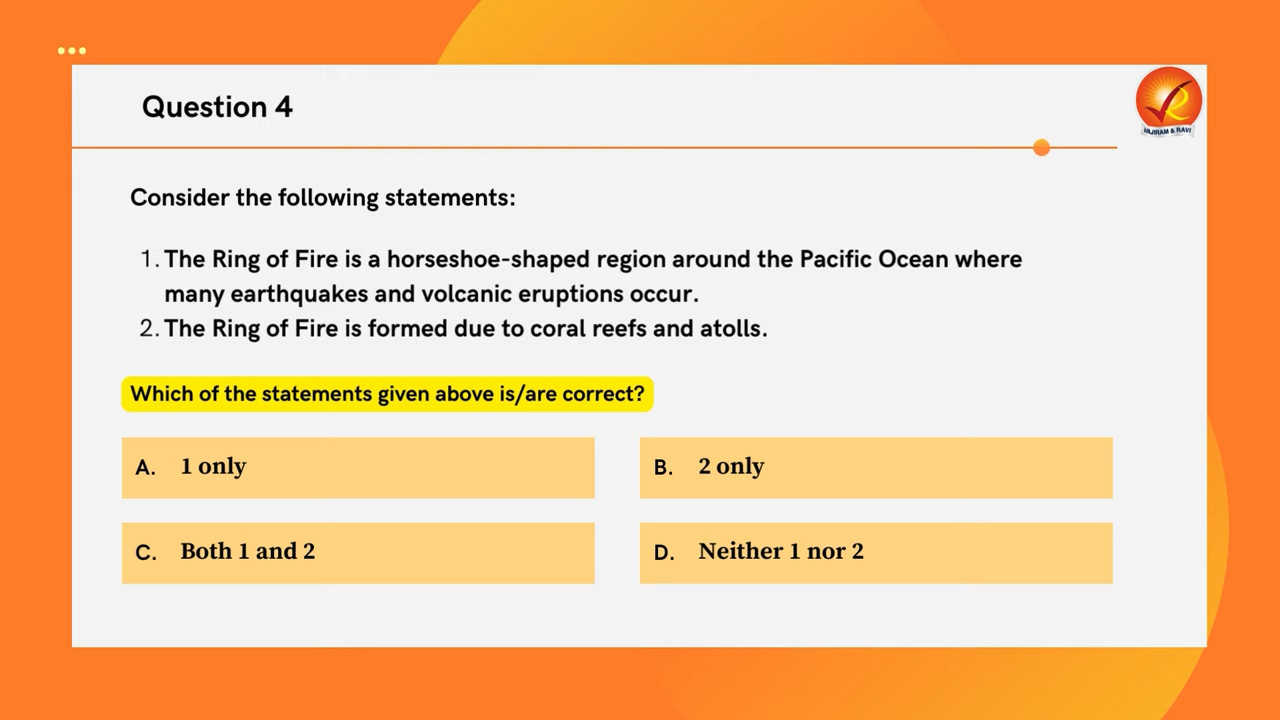 Question 4
VAJIRAM & RAVI
Consider the following statements:
1. The Ring of Fire is a horseshoe-shaped region around the Pacific Ocean where
many earthquakes and volcanic eruptions occur.
2. The Ring of Fire is formed due to coral reefs and atolls.
Which of the statements given above is/are correct?
A. 1 only
B. 2 only
C. Both 1 and 2
D. Neither 1 nor 2